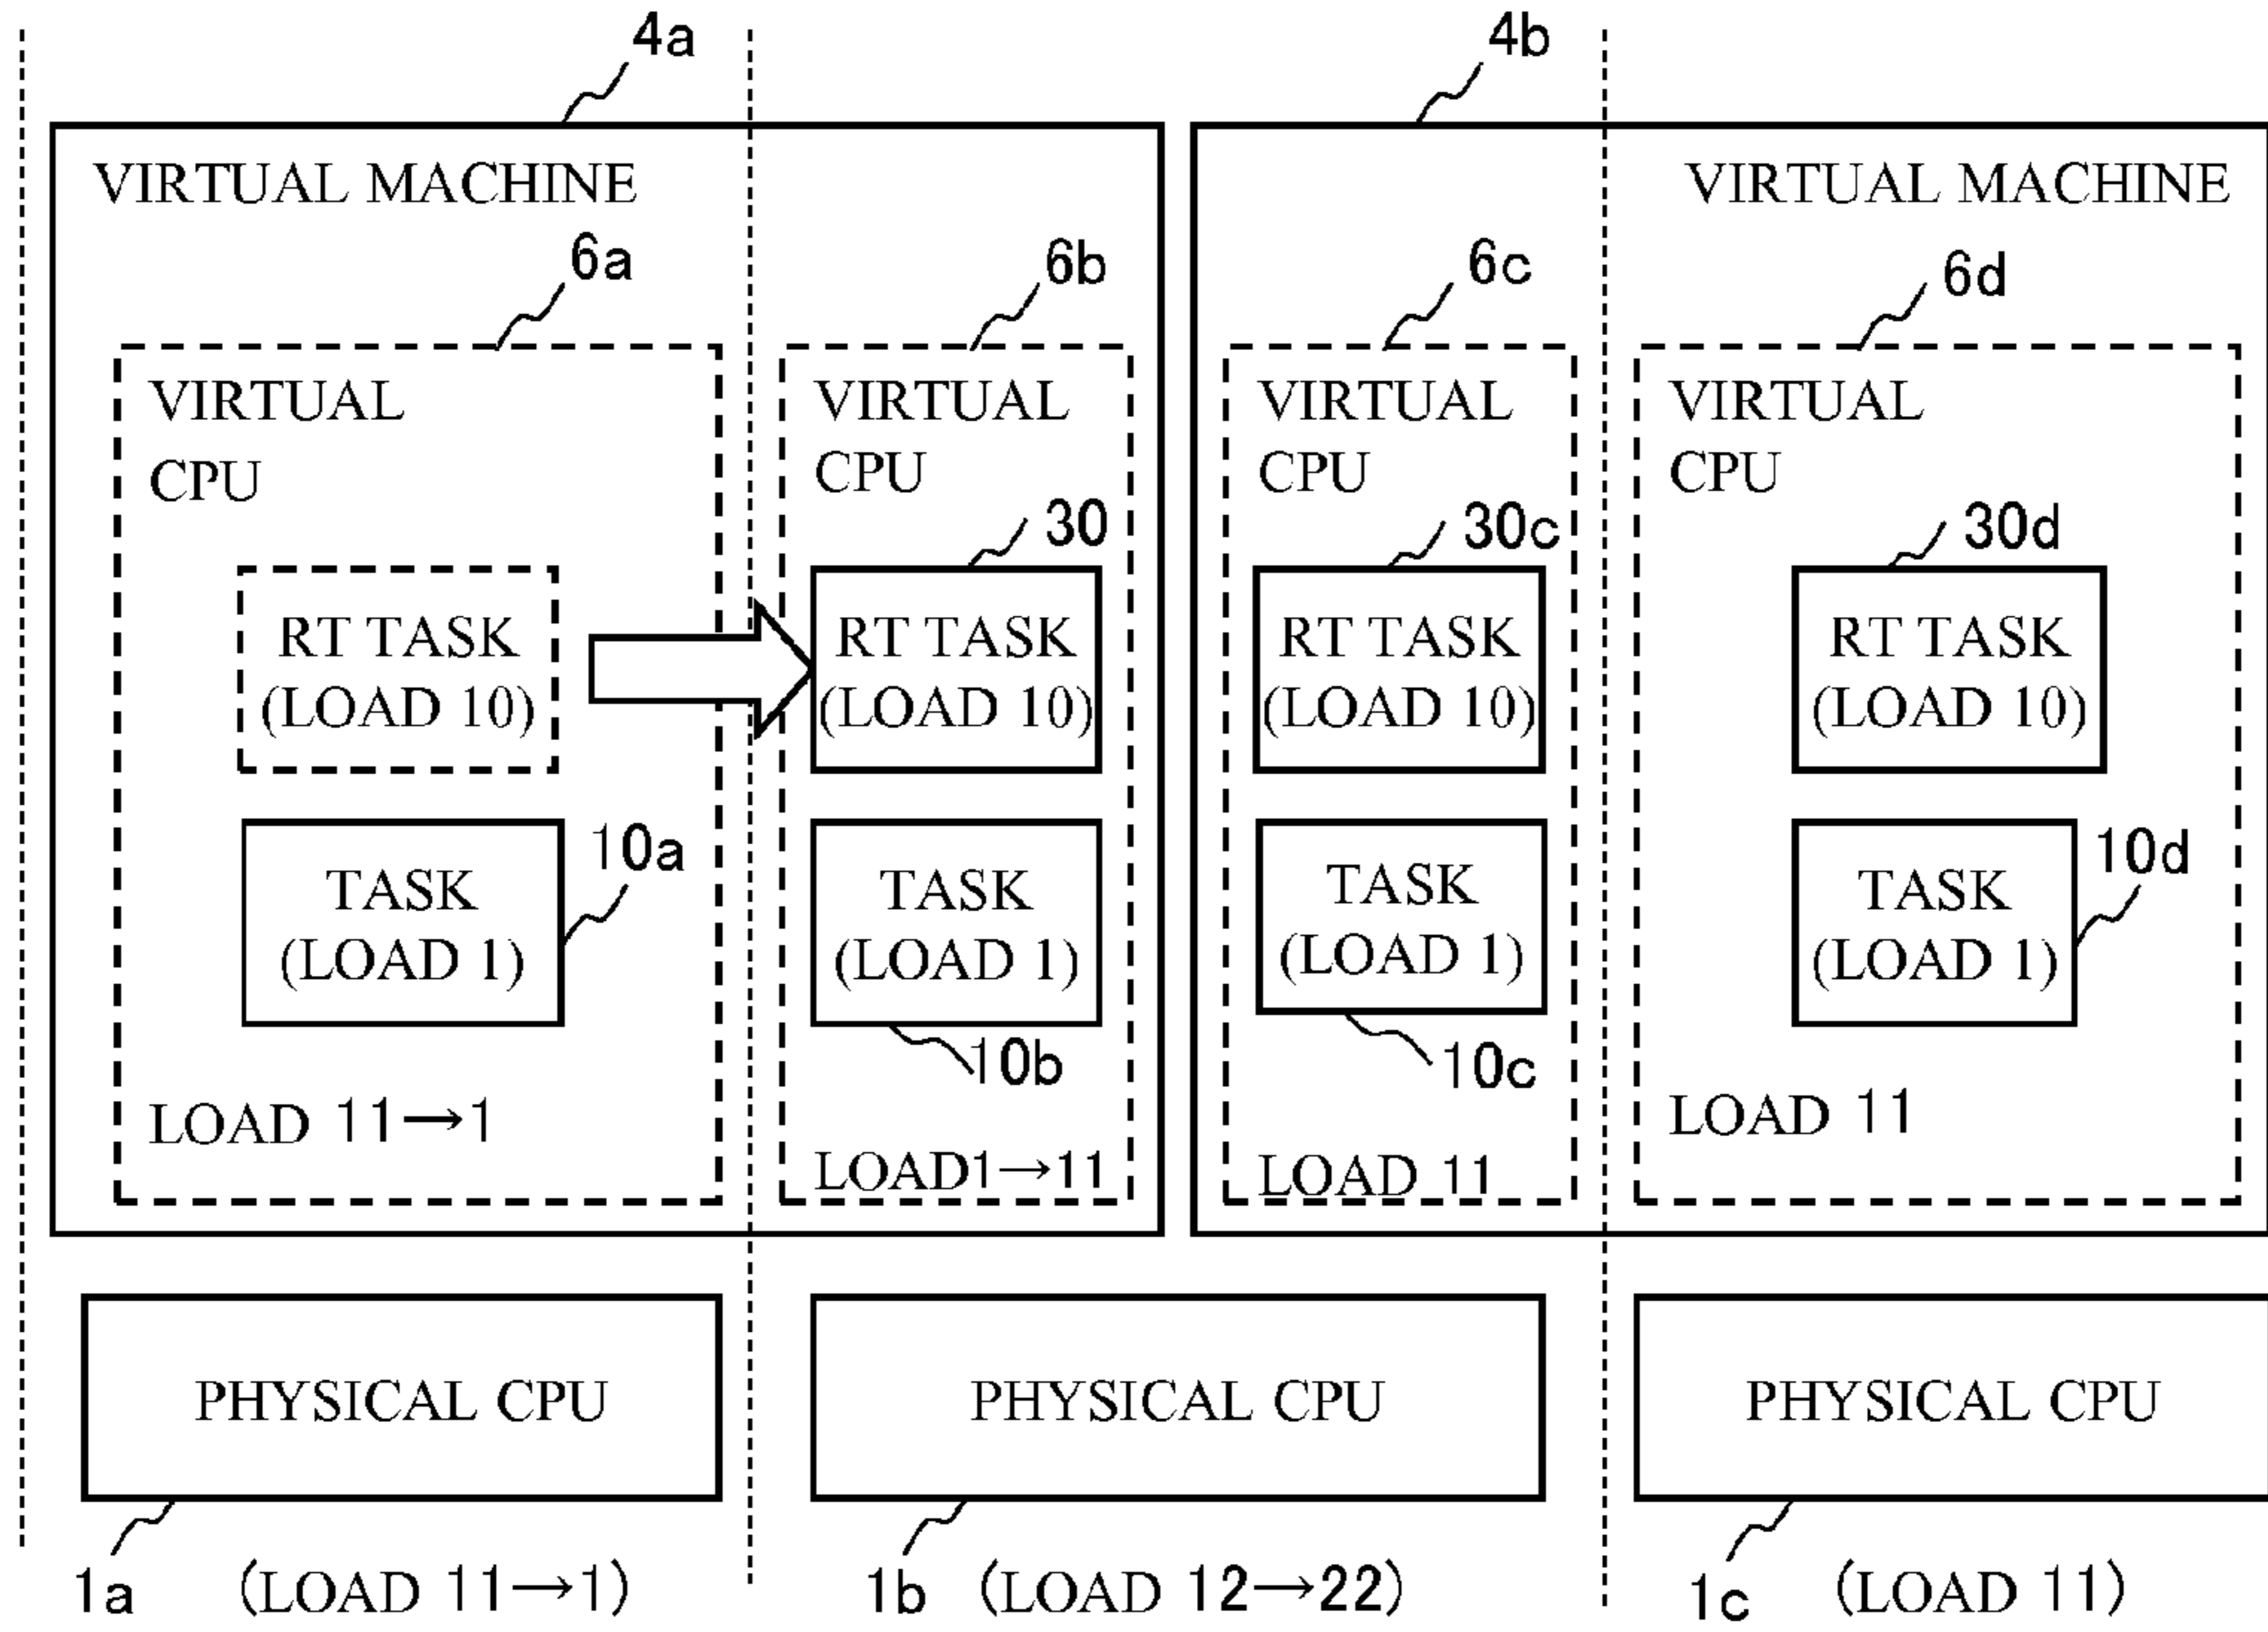 4a
4b
VIRTUAL MACHINE
VIRTUAL MACHINE
6a
6b
6c
6d
VIRTUAL
CPU
VIRTUAL
CPU
VIRTUAL
CPU
VIRTUAL
CPU
30
30c
30d
RT TASK
(LOAD 10)
RT TASK
(LOAD 10)
RT TASK
(LOAD 10)
RT TASK
(LOAD 10)
TASK
(LOAD 1)
10a
TASK
(LOAD 1)
10b
TASK
(LOAD 1)
10c
TASK
(LOAD 1)
10d
LOAD 11→1
LOAD1→11
LOAD 11
LOAD 11
PHYSICAL CPU
PHYSICAL CPU
PHYSICAL CPU
1a (LOAD 11→1)
1b (LOAD 12→22)
1c (LOAD 11)